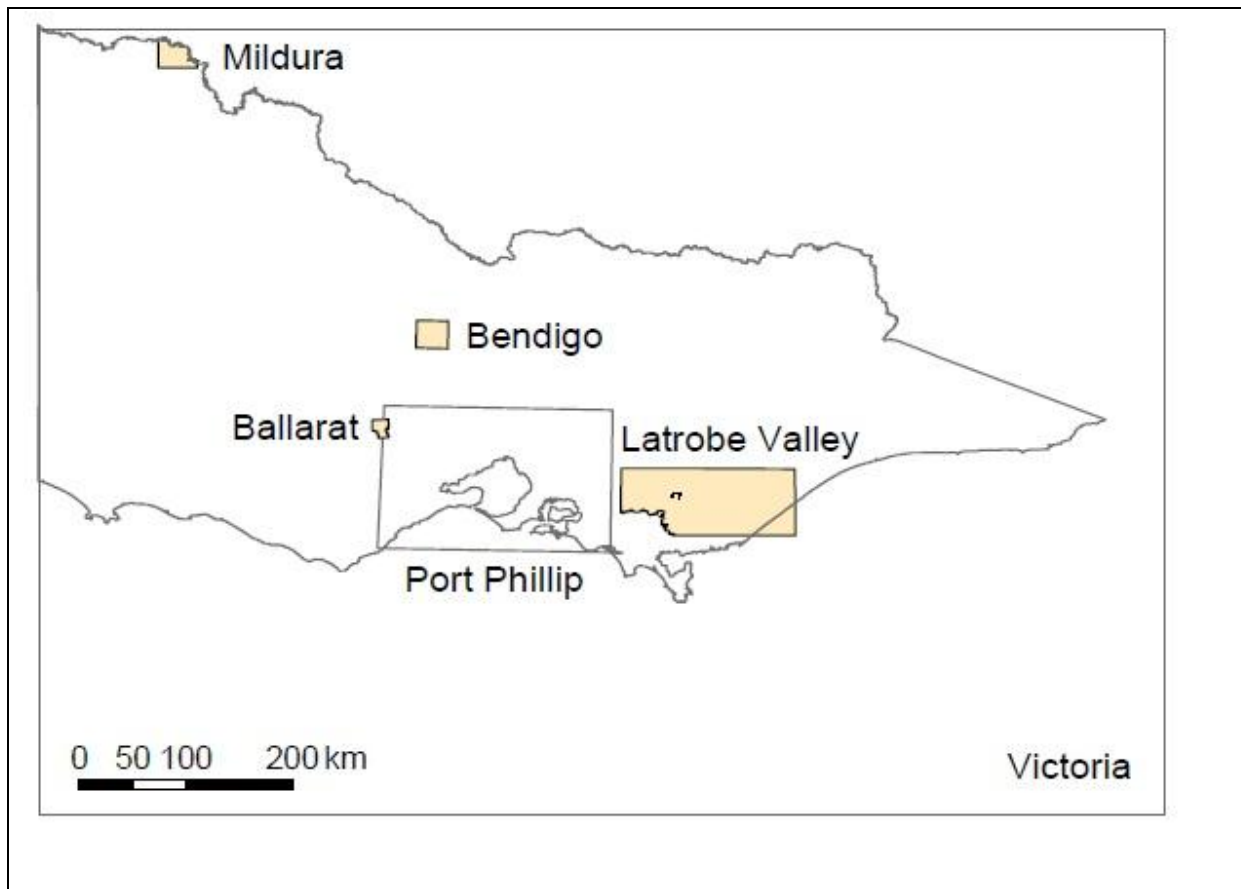 Mildura
Bendigo
Ballarat
Latrobe Valley
Port Phillip
0 50 100 200 km
Victoria